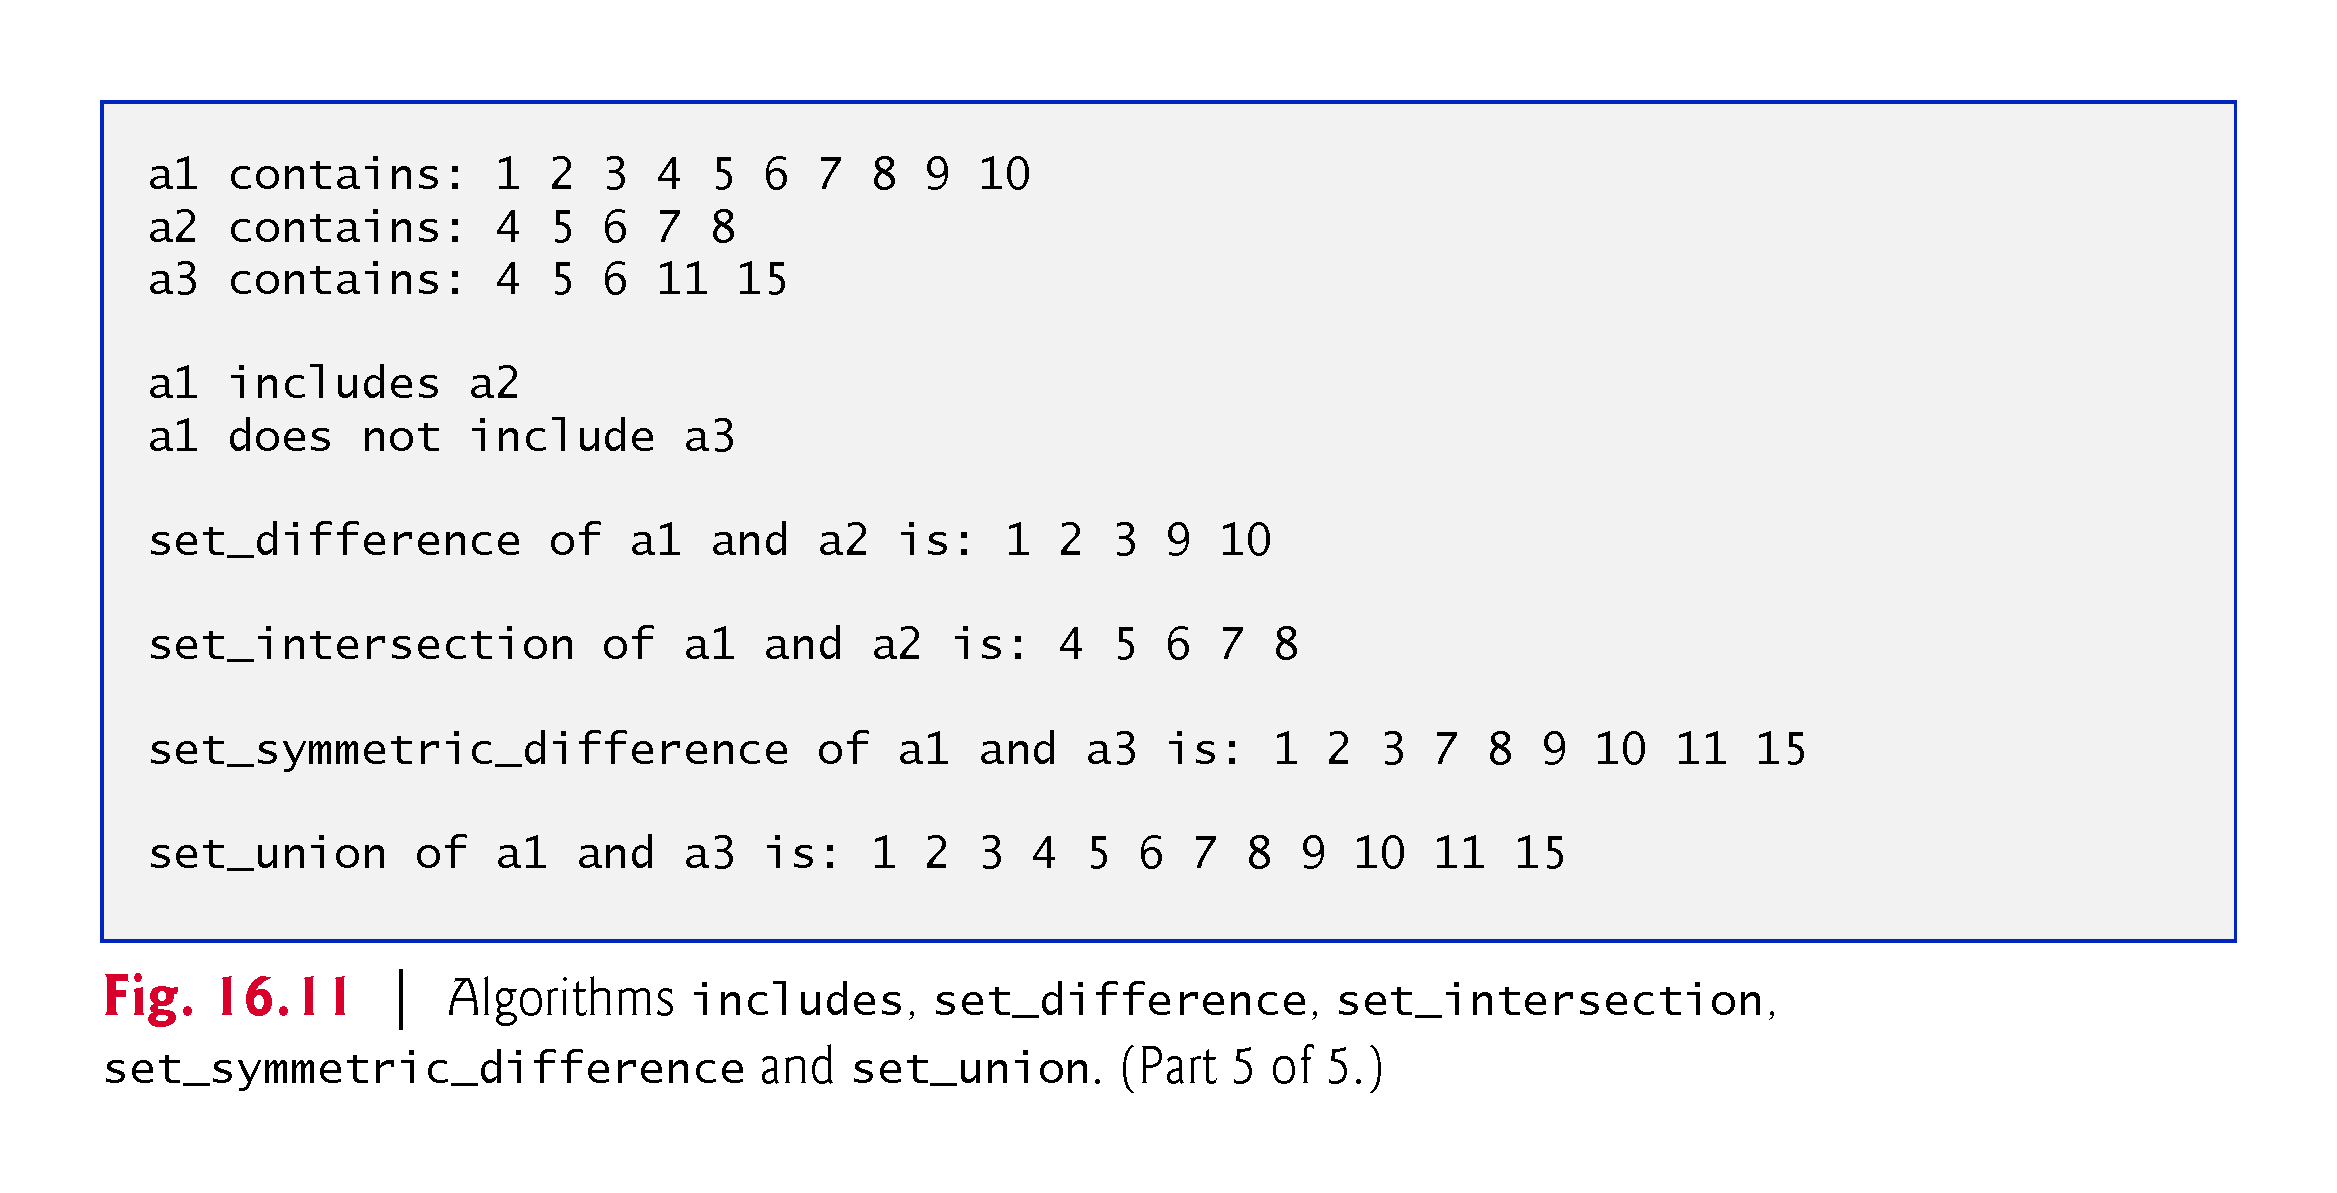 a1 contains: 1 2 3 4 5 6 7 8 9 10
a2 contains: 4 5 6 7 8
a3 contains: 4 5 6 11 15
a1 includes a2
a1 does not include a3
set_difference of a1 and a2 is: 1 2 3 9 10
set_intersection of a1 and a2 is: 4 5 6 7 8
set_symmetric_difference of a1 and a3 is: 1 2 3 7 8 9 10 11 15
set_union of a1 and a3 is: 1 2 3 4 5 6 7 8 9 10 11 15
Fig. 16.11 | Algorithms includes, set_difference, set_intersection,
set_symmetric_difference and set_union. (Part 5 of 5.)